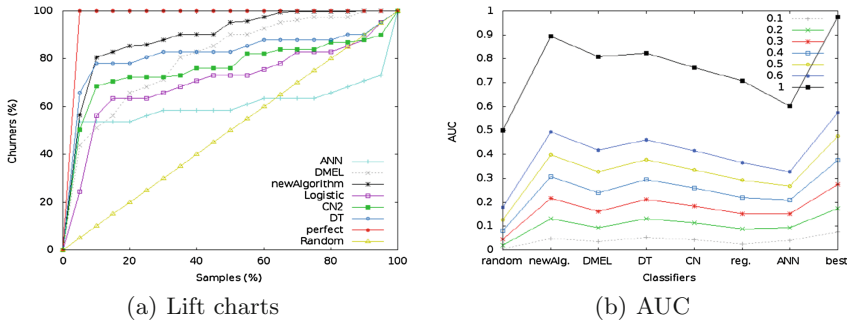 100
80
60
40
20
0
Churners (%)
ANN
DMEL
newAlgorithm
Logistic
CN2
DT
perfect
Random
0 20 40 60 80 100
Samples (%)
(a) Lift charts
1
0.9
0.8
0.7
0.6
0.5
0.4
0.3
0.2
0.1
0
AUC
0.1
0.2
0.3
0.4
0.5
0.6
1
random newAlg. DMEL DT CN reg. ANN best
Classifiers
(b) AUC